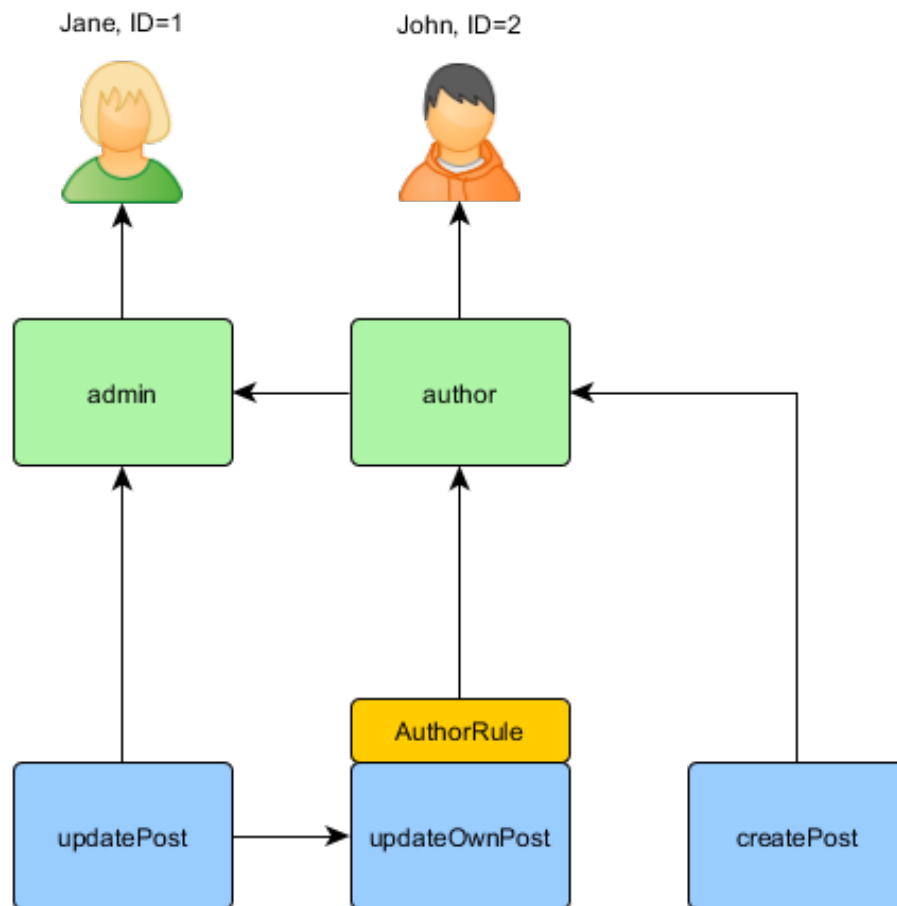 Jane, ID=1
John, ID=2
admin
author
AuthorRule
updatePost
updateOwnPost
createPost